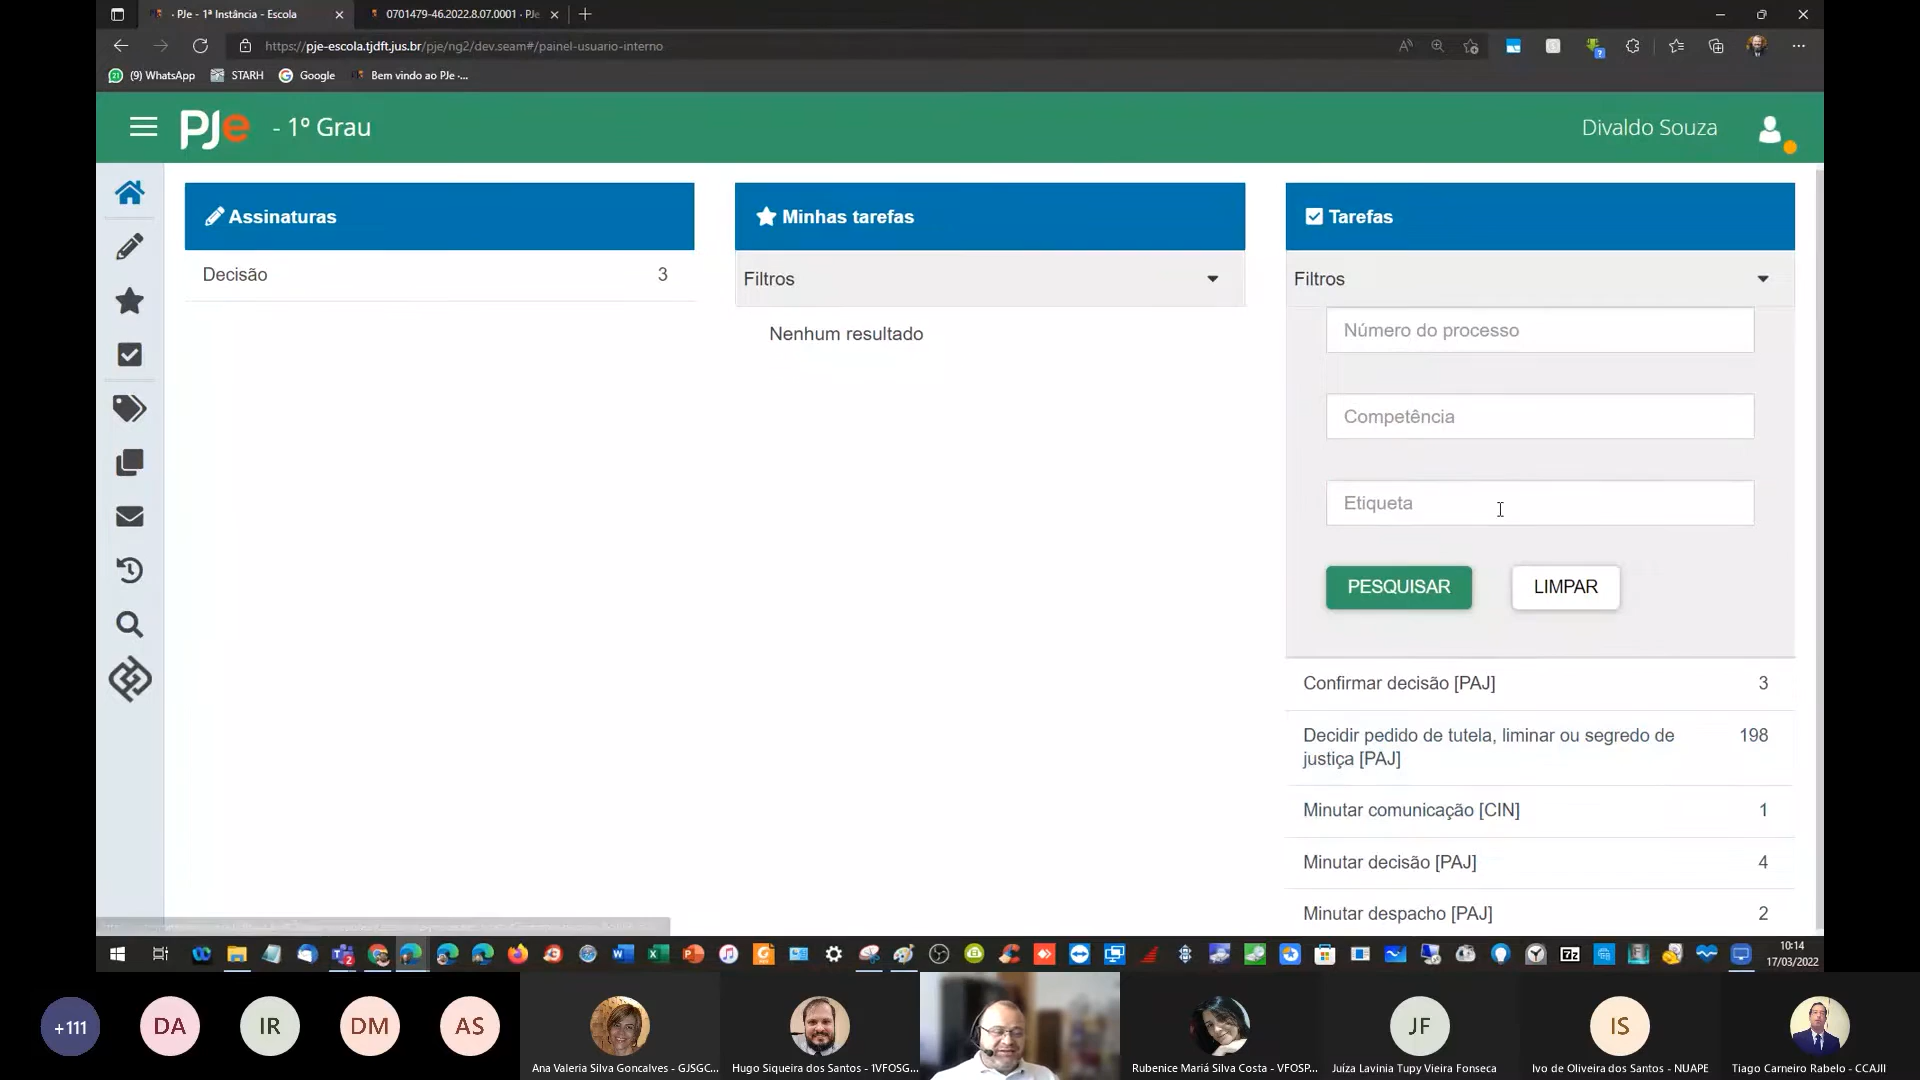 PJe - 1ª Instância - Escola
0701479-46.2022.8.07.0001 · PJe
https://pje-escola.tjdft.jus.br/pje/ng2/dev.seam#/painel-usuario-interno
(9) WhatsApp
STARH
Google
Bem vindo ao PJe ·...
PJe - 1º Grau
Divaldo Souza
Assinaturas
Decisão 3
Minhas tarefas
Filtros
Nenhum resultado
Tarefas
Filtros
Número do processo
Competência
Etiqueta
PESQUISAR
LIMPAR
Confirmar decisão [PAJ] 3
Decidir pedido de tutela, liminar ou segredo de 198
justiça [PAJ]
Minutar comunicação [CIN] 1
Minutar decisão [PAJ] 4
Minutar despacho [PAJ] 2
10:14
17/03/2022
+111
DA
IR
DM
AS
JF
IS
Ana Valeria Silva Goncalves - GJSGC...
Hugo Siqueira dos Santos - 1VFOSG...
Rubenice Mariá Silva Costa - VFOSP...
Juíza Lavinia Tupy Vieira Fonseca
Ivo de Oliveira dos Santos - NUAPE
Tiago Carneiro Rabelo - CCAJII